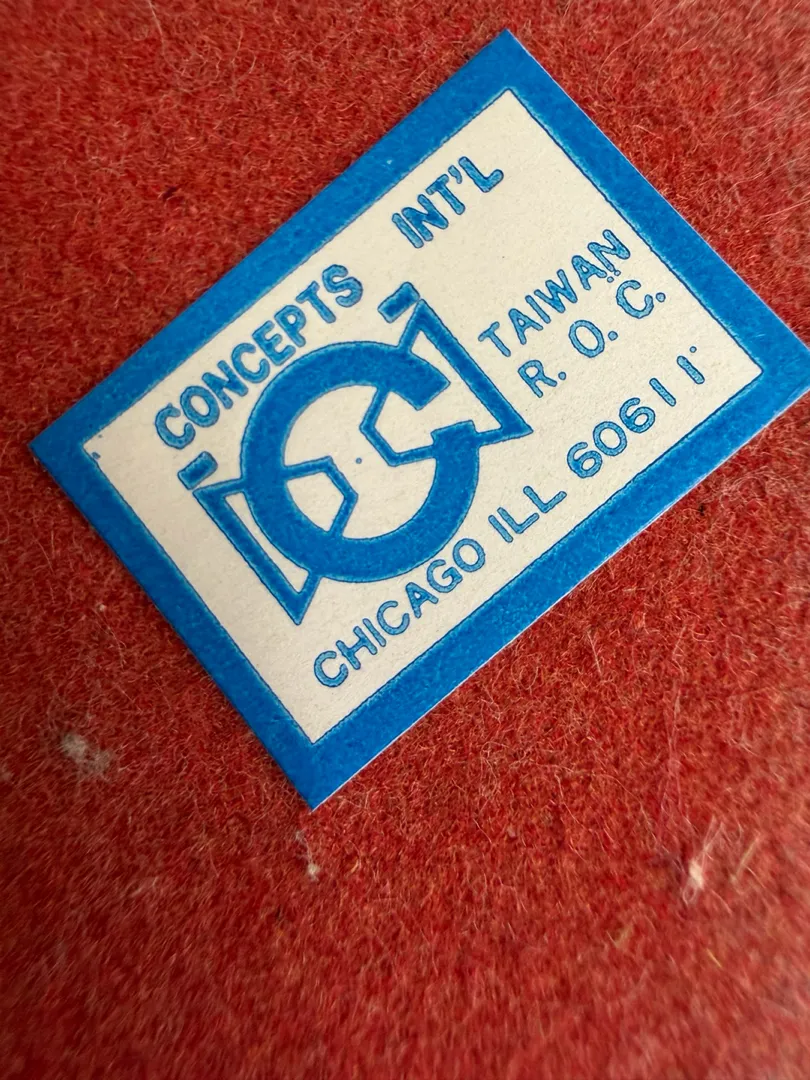 CONCEPTS INT'L
TAIWAN
R. O. C.
CHICAGO ILL 60611